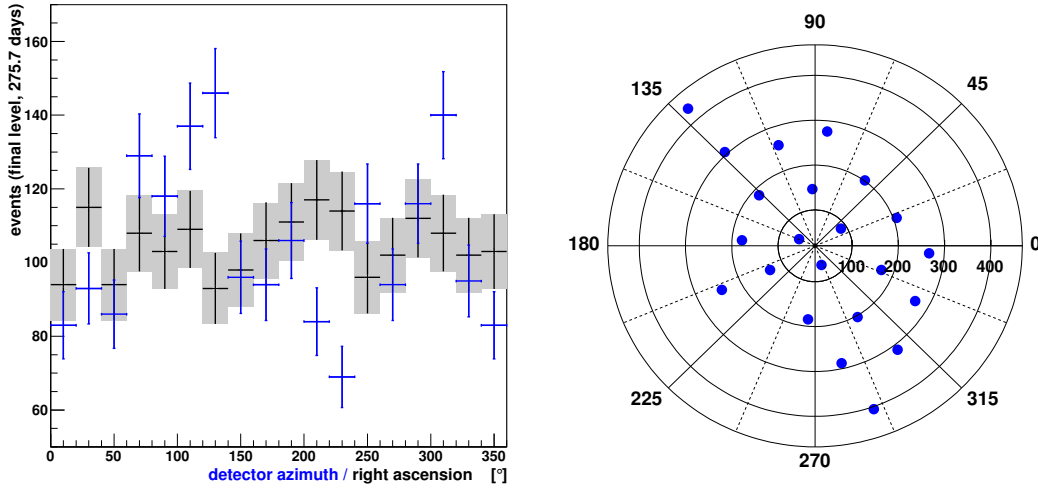 events (final level, 275.7 days)
160
140
120
100
80
60
0 50 100 150 200 250 300 350
detector azimuth / right ascension [°]
90
135 45
180 0
100 200 300 400
225 315
270